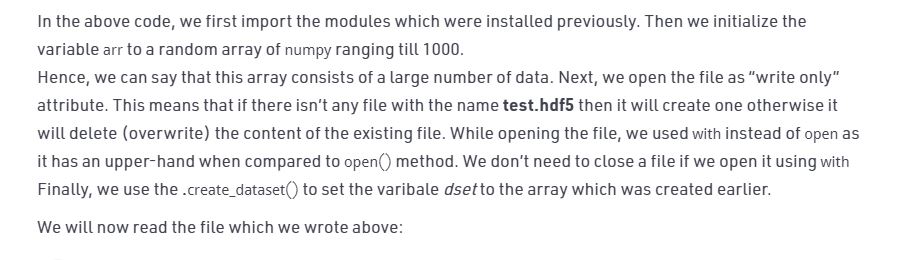 In the above code, we first import the modules which were installed previously. Then we initialize the
variable arr to a random array of numpy ranging till 1000.
Hence, we can say that this array consists of a large number of data. Next, we open the file as “write only”
attribute. This means that if there isn’t any file with the name test.hdf5 then it will create one otherwise it
will delete (overwrite) the content of the existing file. While opening the file, we used with instead of open as
it has an upper-hand when compared to open() method. We don’t need to close a file if we open it using with
Finally, we use the .create_dataset() to set the varibale dset to the array which was created earlier.
We will now read the file which we wrote above: